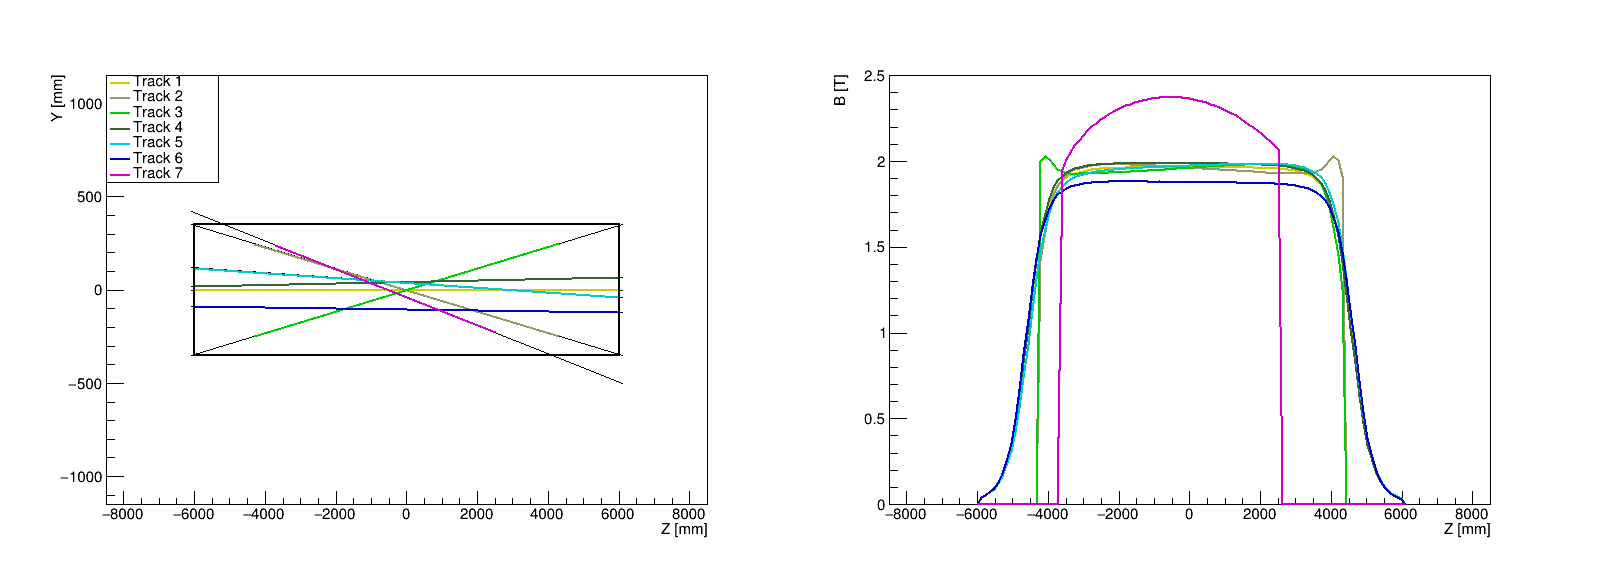 Y [mm]
1000
500
0
−500
−1000
Track 1
Track 2
Track 3
Track 4
Track 5
Track 6
Track 7
−8000 −6000 −4000 −2000 0 2000 4000 6000 8000
Z [mm]
B [T]
2.5
2
1.5
1
0.5
0
−8000 −6000 −4000 −2000 0 2000 4000 6000 8000
Z [mm]